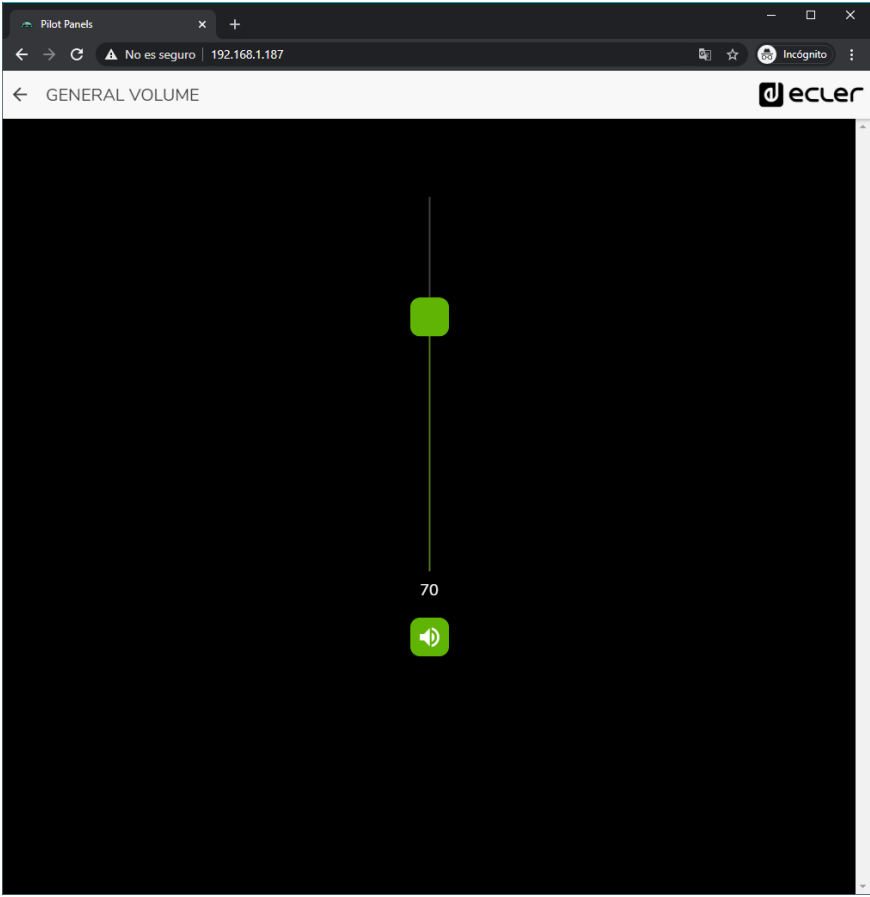 Pilot Panels
No es seguro 192.168.1.187
Incógnito
GENERAL VOLUME
ecler
70